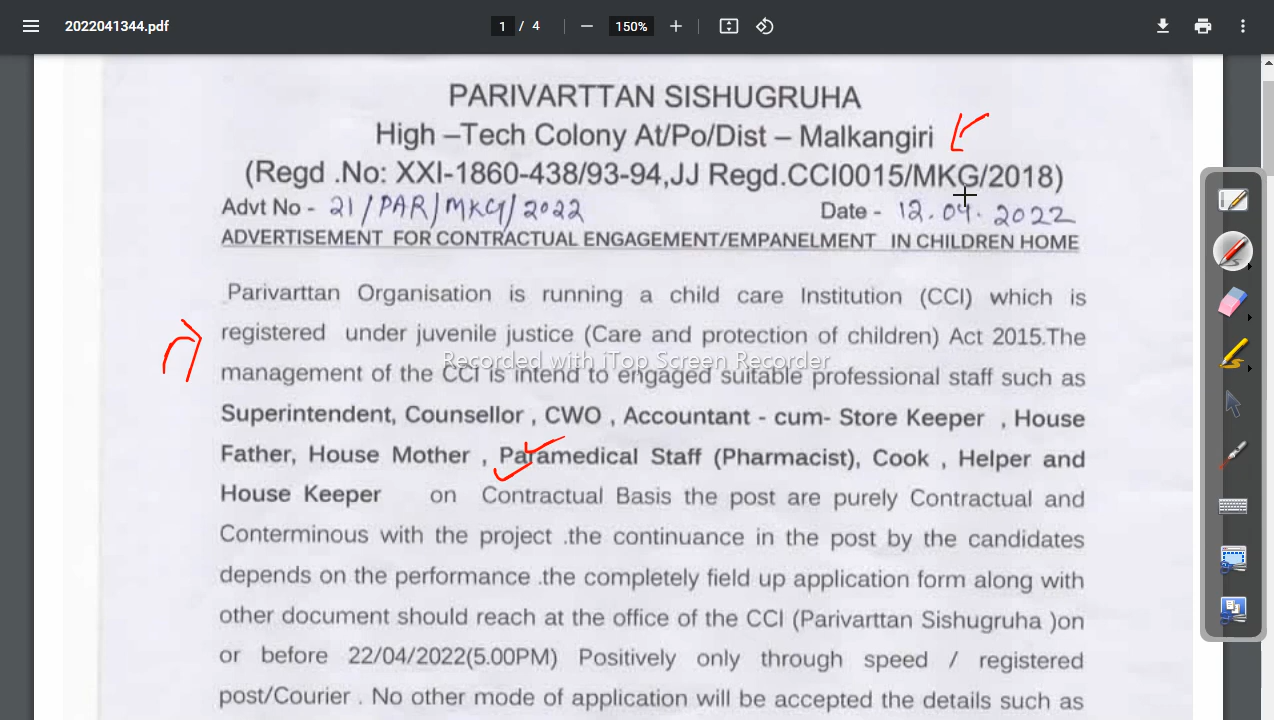 2022041344.pdf
1 / 4
150%
PARIVARTTAN SISHUGRUHA
High –Tech Colony At/Po/Dist – Malkangiri
(Regd .No: XXI-1860-438/93-94,JJ Regd.CCI0015/MKG/2018)
Advt No - 21/PAR/MKG/2022 Date - 12.04.2022
ADVERTISEMENT FOR CONTRACTUAL ENGAGEMENT/EMPANELMENT IN CHILDREN HOME
Parivarttan Organisation is running a child care Institution (CCI) which is
registered under juvenile justice (Care and protection of children) Act 2015.The
Recorded with iTop Screen Recorder
management of the CCI is intend to engaged suitable professional staff such as
Superintendent, Counsellor , CWO , Accountant - cum- Store Keeper , House
Father, House Mother , Paramedical Staff (Pharmacist), Cook , Helper and
House Keeper on Contractual Basis the post are purely Contractual and
Conterminous with the project .the continuance in the post by the candidates
depends on the performance .the completely field up application form along with
other document should reach at the office of the CCI (Parivarttan Sishugruha )on
or before 22/04/2022(5.00PM) Positively only through speed / registered
post/Courier . No other mode of application will be accepted the details such as